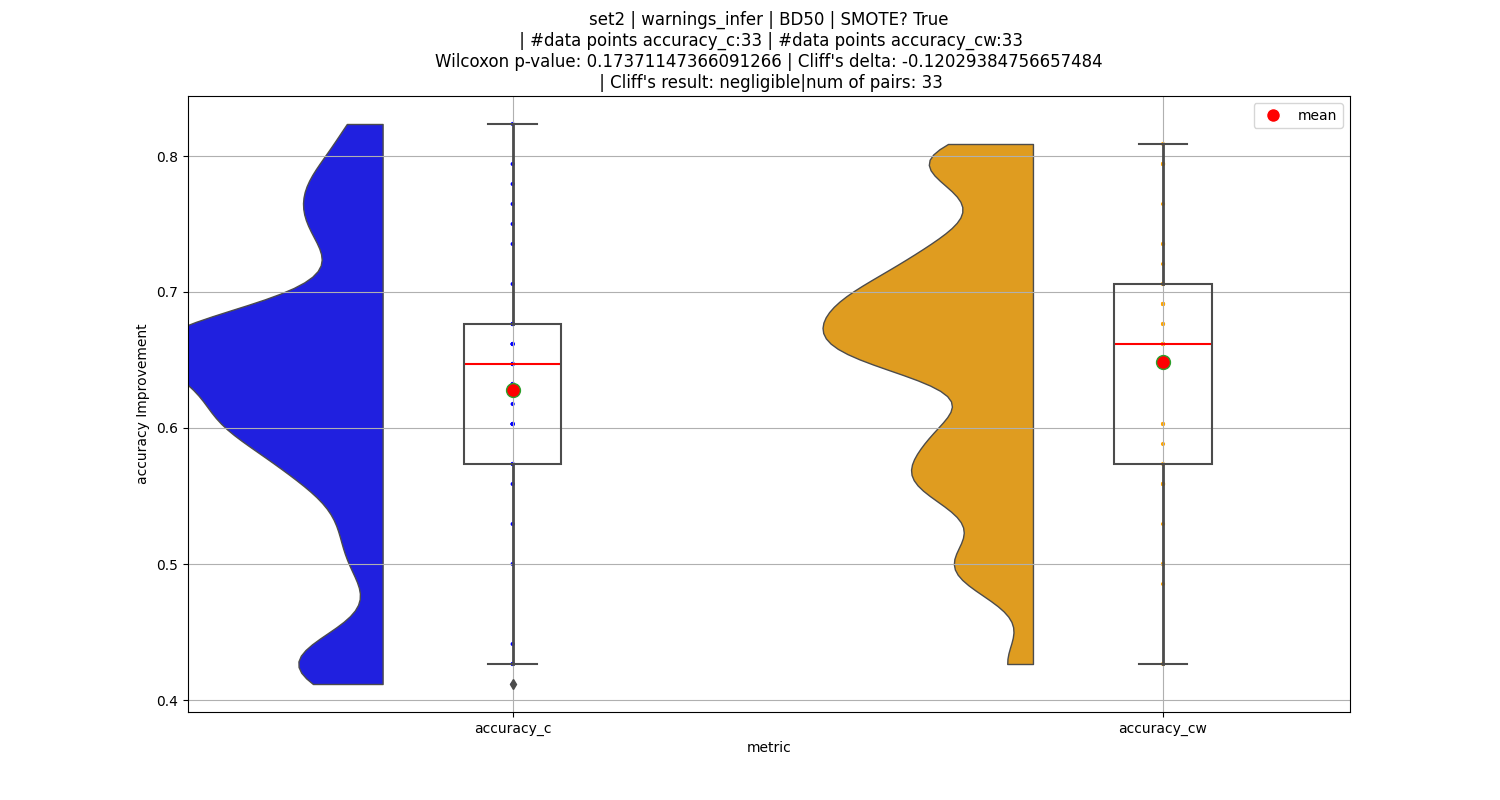 set2 | warnings_infer | BD50 | SMOTE? True
| #data points accuracy_c:33 | #data points accuracy_cw:33
Wilcoxon p-value: 0.17371147366091266 | Cliff's delta: -0.12029384756657484
| Cliff's result: negligible|num of pairs: 33
mean
0.8
0.7
0.6
0.5
0.4
accuracy Improvement
accuracy_c
accuracy_cw
metric